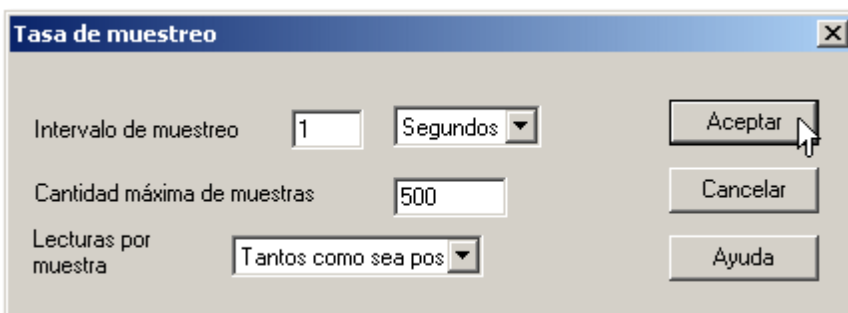 Tasa de muestreo
Intervalo de muestreo 1 Segundos Aceptar
Cantidad máxima de muestras 500 Cancelar
Lecturas por
muestra Tantos como sea pos Ayuda